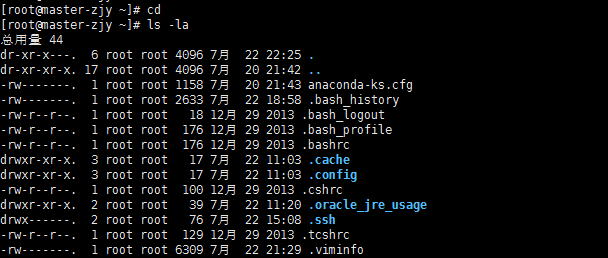 [root@master-zjy ~]# cd
[root@master-zjy ~]# ls -la
总用量 44
dr-xr-x---.  6 root root 4096 7月  22 22:25 .
dr-xr-xr-x. 17 root root 4096 7月  20 21:42 ..
-rw-------.  1 root root 1158 7月  20 21:43 anaconda-ks.cfg
-rw-------.  1 root root 2633 7月  22 18:58 .bash_history
-rw-r--r--.  1 root root   18 12月 29 2013 .bash_logout
-rw-r--r--.  1 root root  176 12月 29 2013 .bash_profile
-rw-r--r--.  1 root root  176 12月 29 2013 .bashrc
drwxr-xr-x.  3 root root   17 7月  22 11:03 .cache
drwxr-xr-x.  3 root root   17 7月  22 11:03 .config
-rw-r--r--.  1 root root  100 12月 29 2013 .cshrc
drwxr-xr-x.  2 root root   39 7月  22 11:20 .oracle_jre_usage
drwx------.  2 root root   76 7月  22 15:08 .ssh
-rw-r--r--.  1 root root  129 12月 29 2013 .tcshrc
-rw-------.  1 root root 6309 7月  22 21:29 .viminfo